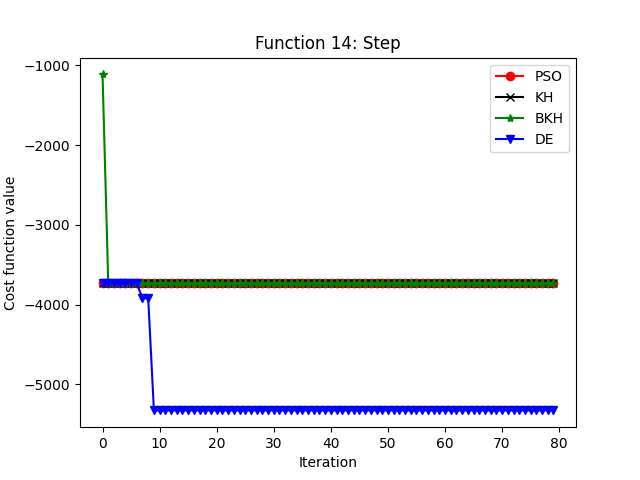 Function 14: Step
Cost function value
−1000
−2000
−3000
−4000
−5000
PSO
KH
BKH
DE
0 10 20 30 40 50 60 70 80
Iteration